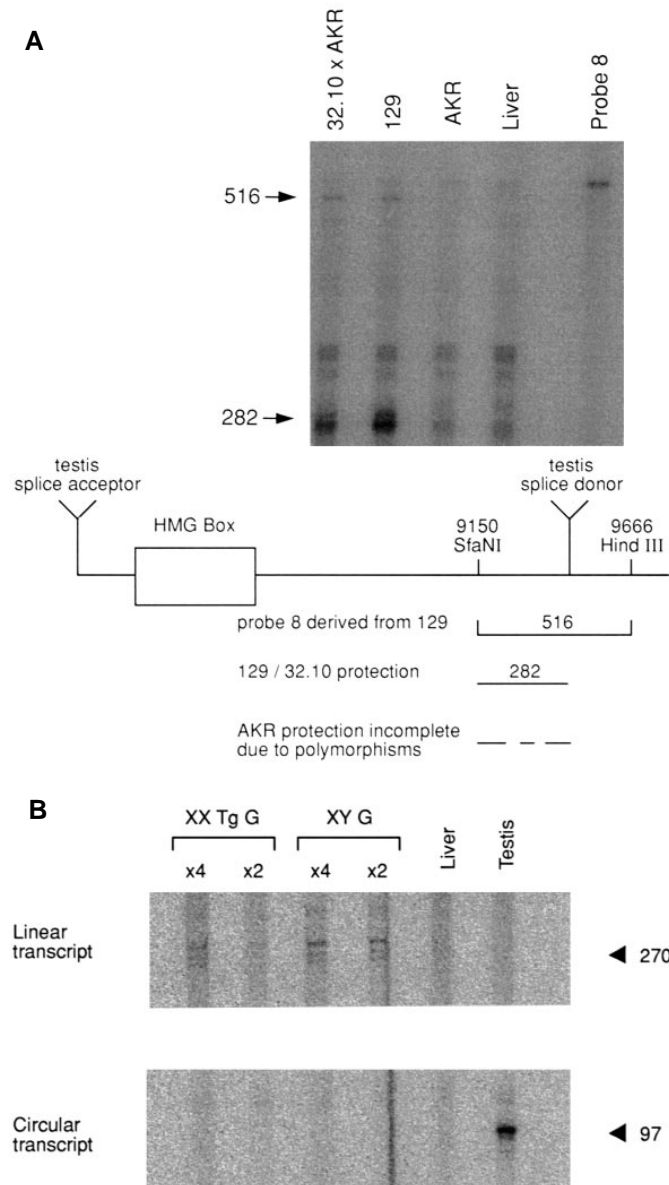 A
32.10 x AKR
129
AKR
Liver
Probe 8
516
282
testis
splice acceptor
HMG Box
testis
splice donor
9150
SfaNI
9666
Hind III
probe 8 derived from 129
516
129 / 32.10 protection
282
AKR protection incomplete
due to polymorphisms
B
XX Tg G
XY G
x4
x2
x4
x2
Liver
Testis
Linear
transcript
270
Circular
transcript
97